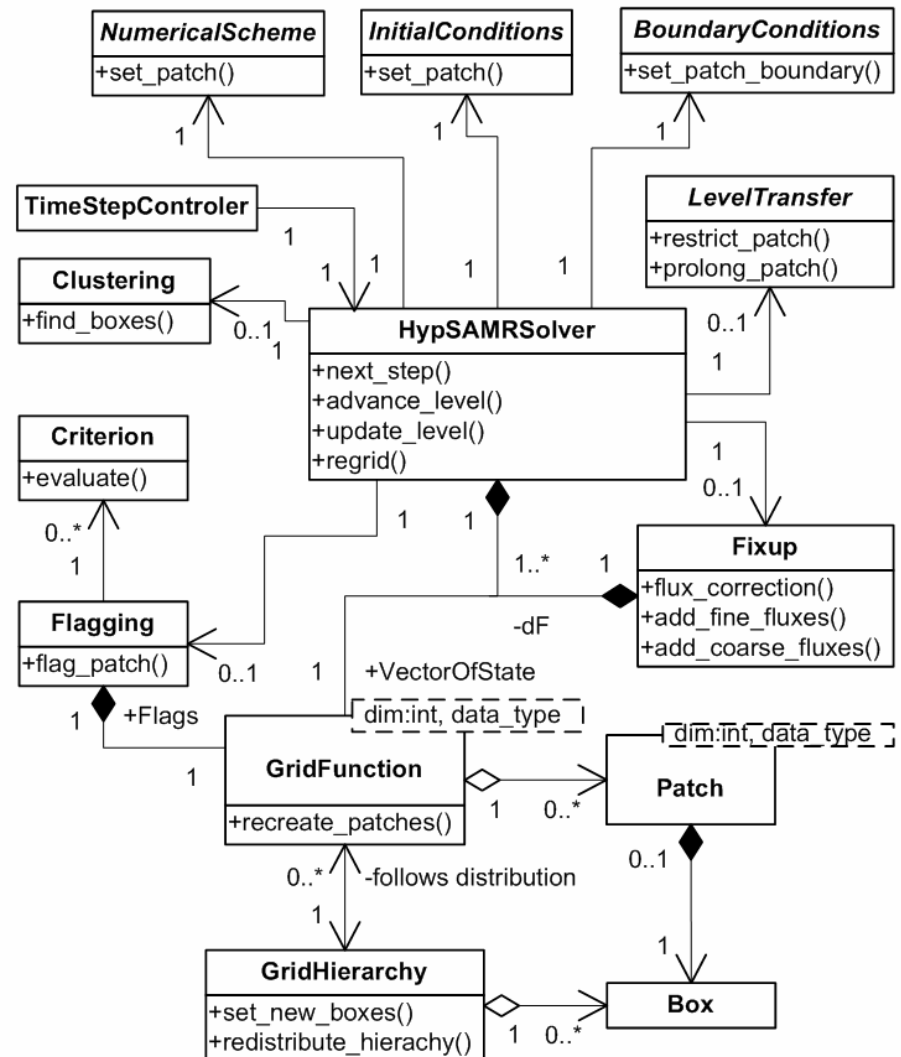 NumericalScheme
+set_patch()
InitialConditions
+set_patch()
BoundaryConditions
+set_patch_boundary()
1
1
1
TimeStepControler
1
1
1
1
1
LevelTransfer
+restrict_patch()
+prolong_patch()
Clustering
+find_boxes()
0..1
1
HypSAMRSolver
+next_step()
+advance_level()
+update_level()
+regrid()
0..1
1
1
0..1
Criterion
+evaluate()
0..*
1
1
1
1..*
1
-dF
Fixup
+flux_correction()
+add_fine_fluxes()
+add_coarse_fluxes()
Flagging
+flag_patch()
0..1
1
+VectorOfState
1
+Flags
1
dim:int, data_type
GridFunction
+recreate_patches()
1
0..*
dim:int, data_type
Patch
0..1
1
0..*
-follows distribution
1
GridHierarchy
+set_new_boxes()
+redistribute_hierachy()
1
0..*
Box